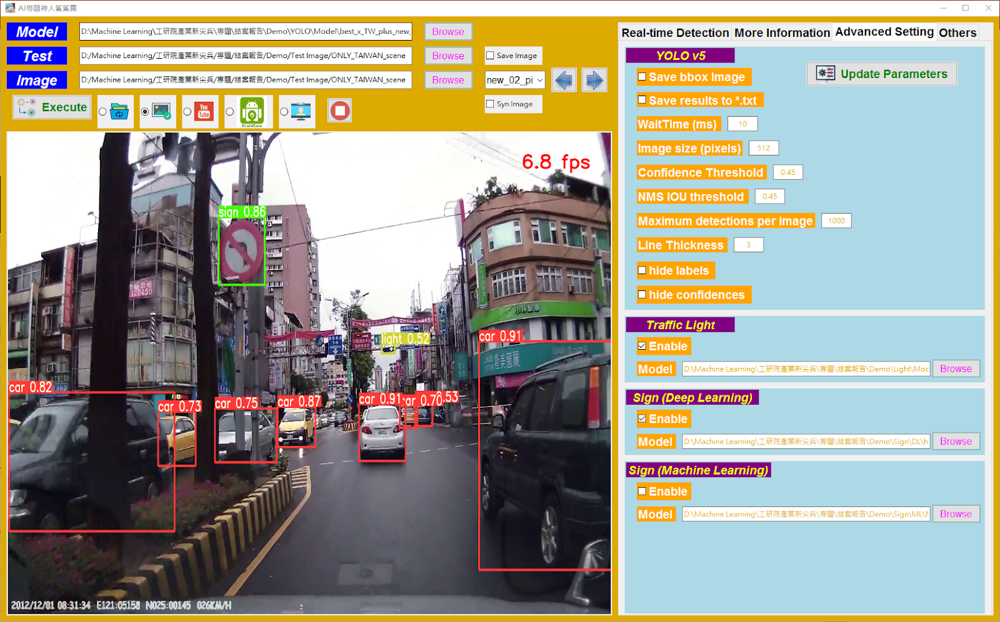 AI專題神人鯊鯊團
Model
D:\Machine Learning\工研院產業新尖兵\專題\結案報告\Demo\YOLO\Model\best_x_TW_plus_new_
Browse
Test
D:/Machine Learning/工研院產業新尖兵/專題/結案報告/Demo/Test Image/ONLY_TAIWAN_scene
Browse
Save Image
Image
D:/Machine Learning/工研院產業新尖兵/專題/結案報告/Demo/Test Image/ONLY_TAIWAN_scene
Browse
new_02_pi
Execute
You
Tube
DroidCam
Syn Image
6.8 fps
sign 0.86
light 0.52
car 0.91
car 0.82
car 0.73
car 0.75
car 0.87
car 0.91
car 0.70
0.53
928450
2012/12/01 08:31:34 E121:05158 N025:00145 026KM/H
Real-time Detection
More Information
Advanced Setting
Others
YOLO v5
Save bbox Image
Update Parameters
Save results to *.txt
WaitTime (ms)
10
Image size (pixels)
512
Confidence Threshold
0.45
NMS IOU threshold
0.45
Maximum detections per image
1000
Line Thickness
3
hide labels
hide confidences
Traffic Light
Enable
Model
D:\Machine Learning\工研院產業新尖兵\專題\結案報告\Demo\Light\Moc
Browse
Sign (Deep Learning)
Enable
Model
D:\Machine Learning\工研院產業新尖兵\專題\結案報告\Demo\Sign\DL\h
Browse
Sign (Machine Learning)
Enable
Model
D:\Machine Learning\工研院產業新尖兵\專題\結案報告\Demo\Sign\ML\N
Browse